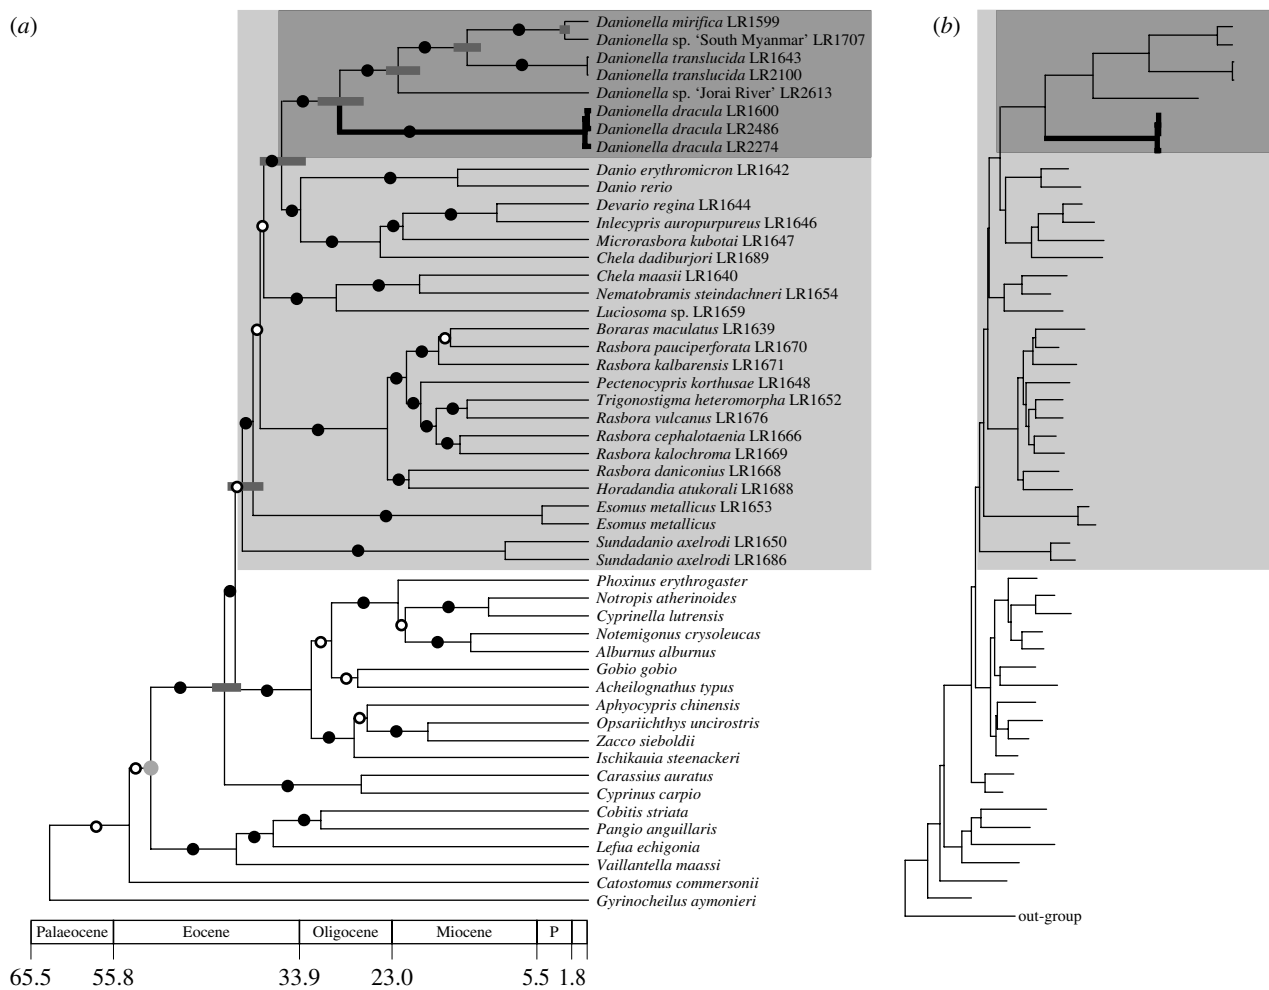 (a)
(b)
Danionella mirifica LR1599
Danionella sp. ‘South Myanmar’ LR1707
Danionella translucida LR1643
Danionella translucida LR2100
Danionella sp. ‘Jorai River’ LR2613
Danionella dracula LR1600
Danionella dracula LR2486
Danionella dracula LR2274
Danio erythromicron LR1642
Danio rerio
Devario regina LR1644
Inlecypris auropurpureus LR1646
Microrasbora kubotai LR1647
Chela dadiburjori LR1689
Chela maasii LR1640
Nematobramis steindachneri LR1654
Luciosoma sp. LR1659
Boraras maculatus LR1639
Rasbora pauciperforata LR1670
Rasbora kalbarensis LR1671
Pectenocypris korthusae LR1648
Trigonostigma heteromorpha LR1652
Rasbora vulcanus LR1676
Rasbora cephalotaenia LR1666
Rasbora kalochroma LR1669
Rasbora daniconius LR1668
Horadandia atukorali LR1688
Esomus metallicus LR1653
Esomus metallicus
Sundadanio axelrodi LR1650
Sundadanio axelrodi LR1686
Phoxinus erythrogaster
Notropis atherinoides
Cyprinella lutrensis
Notemigonus crysoleucas
Alburnus alburnus
Gobio gobio
Acheilognathus typus
Aphyocypris chinensis
Opsariichthys uncirostris
Zacco sieboldii
Ischikauia steenackeri
Carassius auratus
Cyprinus carpio
Cobitis striata
Pangio anguillaris
Lefua echigonia
Vaillantella maassi
Catostomus commersonii
Gyrinocheilus aymonieri
out-group
Palaeocene Eocene Oligocene Miocene P
65.5 55.8 33.9 23.0 5.5 1.8